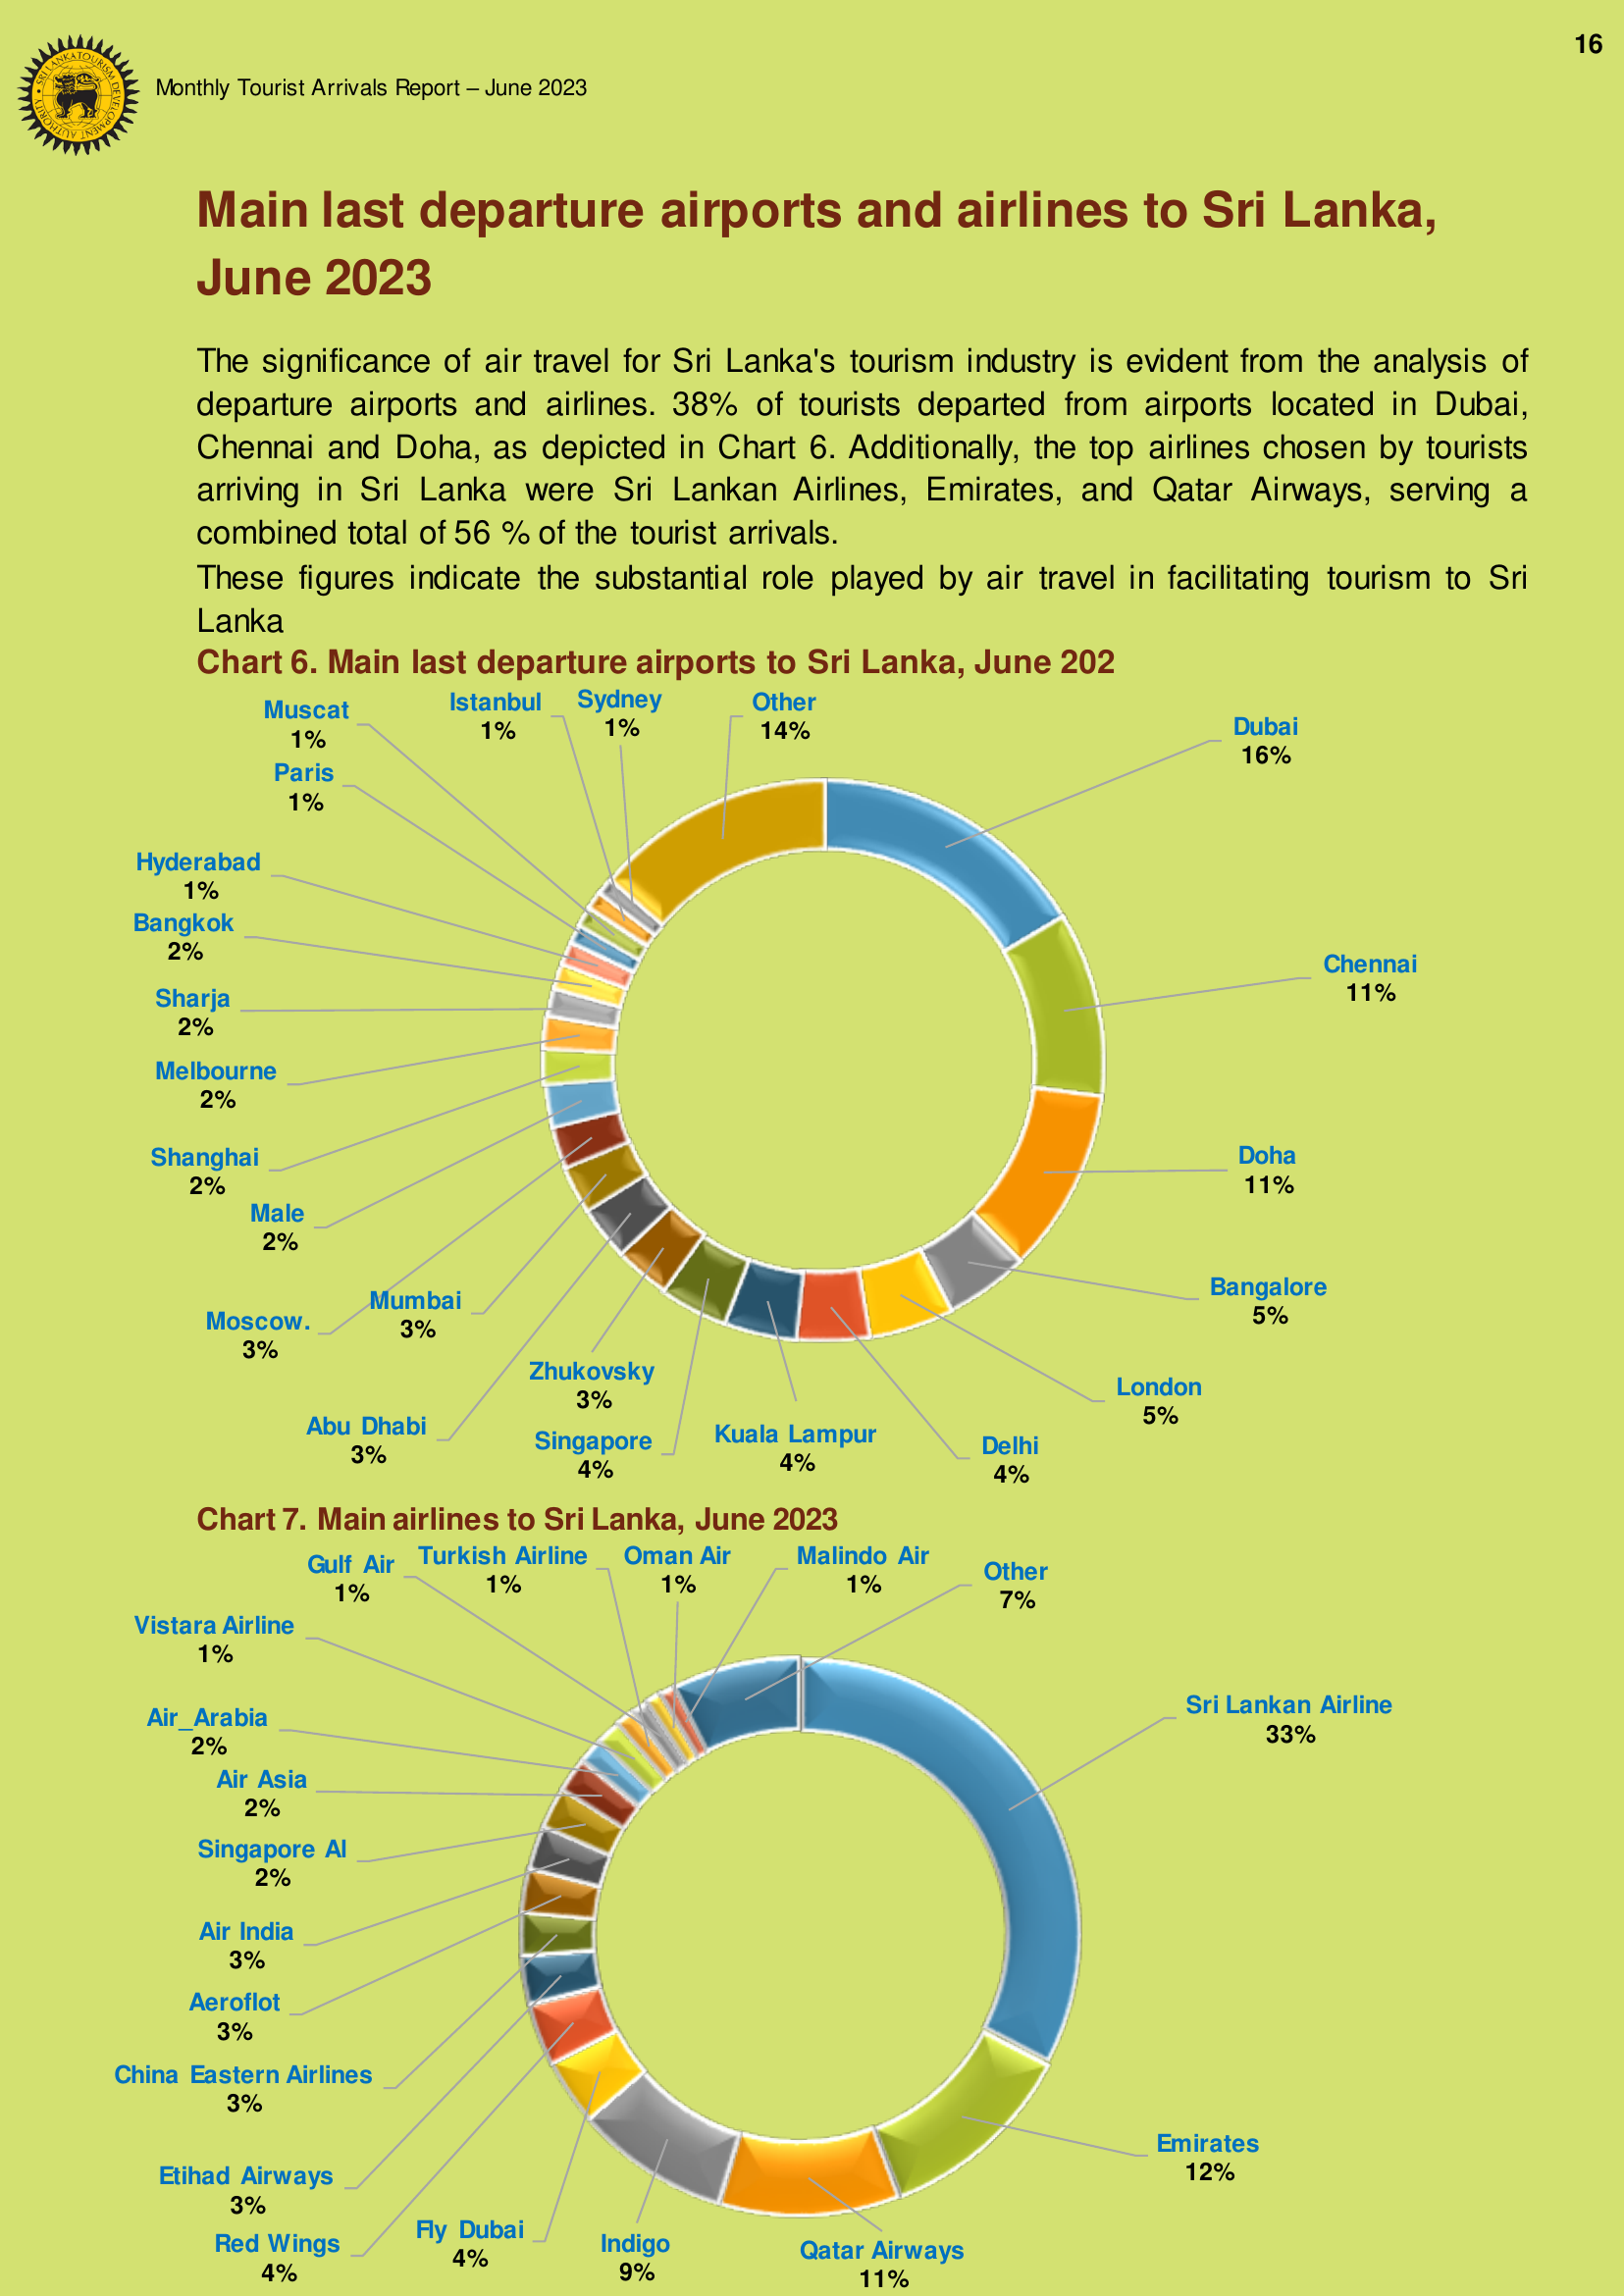 16
SRI LANKA TOURISM DEVELOPMENT AUTHORITY
Monthly Tourist Arrivals Report – June 2023
Main last departure airports and airlines to Sri Lanka,
June 2023
The significance of air travel for Sri Lanka's tourism industry is evident from the analysis of
departure airports and airlines. 38% of tourists departed from airports located in Dubai,
Chennai and Doha, as depicted in Chart 6. Additionally, the top airlines chosen by tourists
arriving in Sri Lanka were Sri Lankan Airlines, Emirates, and Qatar Airways, serving a
combined total of 56 % of the tourist arrivals.
These figures indicate the substantial role played by air travel in facilitating tourism to Sri
Lanka
Chart 6. Main last departure airports to Sri Lanka, June 202
Dubai
16%
Chennai
11%
Doha
11%
Bangalore
5%
London
5%
Delhi
4%
Kuala Lampur
4%
Singapore
4%
Zhukovsky
3%
Abu Dhabi
3%
Mumbai
3%
Moscow.
3%
Male
2%
Shanghai
2%
Melbourne
2%
Sharja
2%
Bangkok
2%
Hyderabad
1%
Paris
1%
Muscat
1%
Istanbul
1%
Sydney
1%
Other
14%
Chart 7. Main airlines to Sri Lanka, June 2023
Sri Lankan Airline
33%
Emirates
12%
Qatar Airways
11%
Indigo
9%
Fly Dubai
4%
Red Wings
4%
Etihad Airways
3%
China Eastern Airlines
3%
Aeroflot
3%
Air India
3%
Singapore Al
2%
Air Asia
2%
Air_Arabia
2%
Vistara Airline
1%
Gulf Air
1%
Turkish Airline
1%
Oman Air
1%
Malindo Air
1%
Other
7%